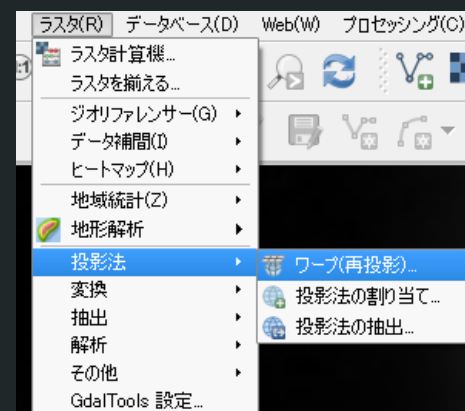 ラスタ(R) データベース(D) Web(W) プロセッシング(C)
ラスタ計算機...
ラスタを揃える...
ジオリファレンサー(G)
データ補間(I)
ヒートマップ(H)
地域統計(Z)
地形解析
投影法
ワープ(再投影)...
変換
投影法の割り当て...
抽出
投影法の抽出...
解析
その他
GdalTools 設定...